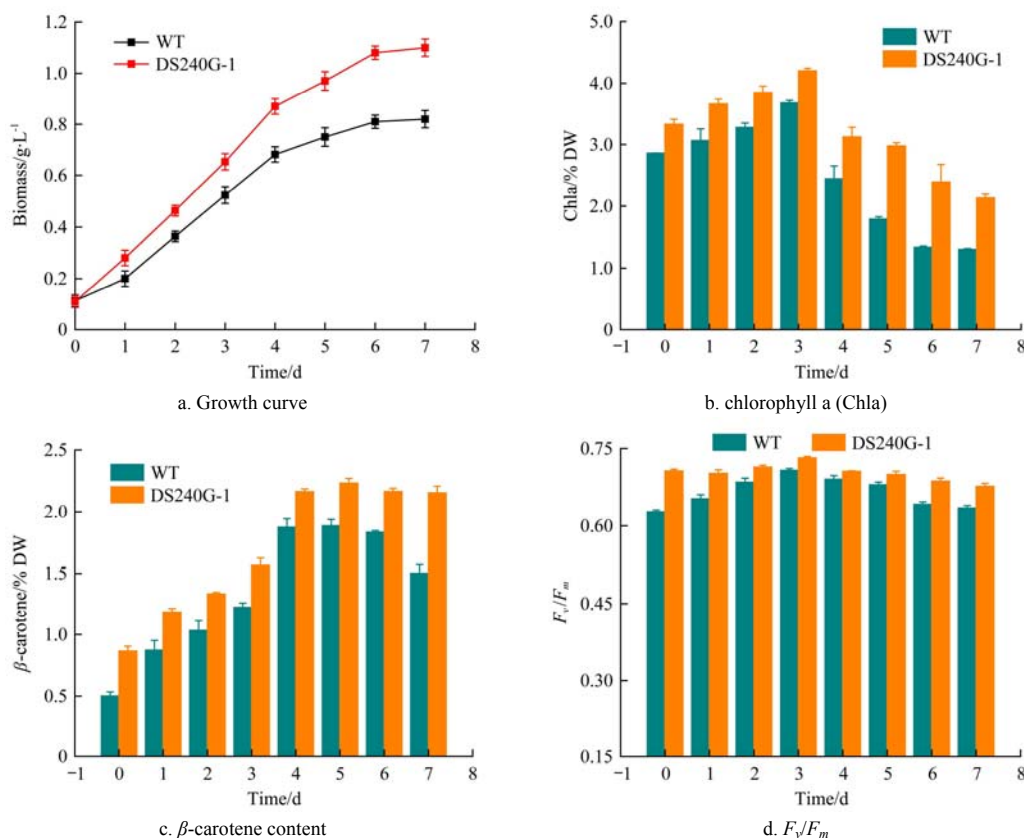 1.2
1.0
0.8
0.6
0.4
0.2
0
Biomass/g·L⁻¹
WT
DS240G-1
0 1 2 3 4 5 6 7 8
Time/d
a. Growth curve
5.0
4.0
3.0
2.0
1.0
0
Chla/% DW
WT
DS240G-1
−1 0 1 2 3 4 5 6 7 8
Time/d
b. chlorophyll a (Chla)
2.5
2.0
1.5
1.0
0.5
0
β-carotene/% DW
WT
DS240G-1
−1 0 1 2 3 4 5 6 7 8
Time/d
c. β-carotene content
0.75
0.60
0.45
0.30
0.15
Fv/Fm
WT
DS240G-1
−1 0 1 2 3 4 5 6 7 8
Time/d
d. Fv/Fm